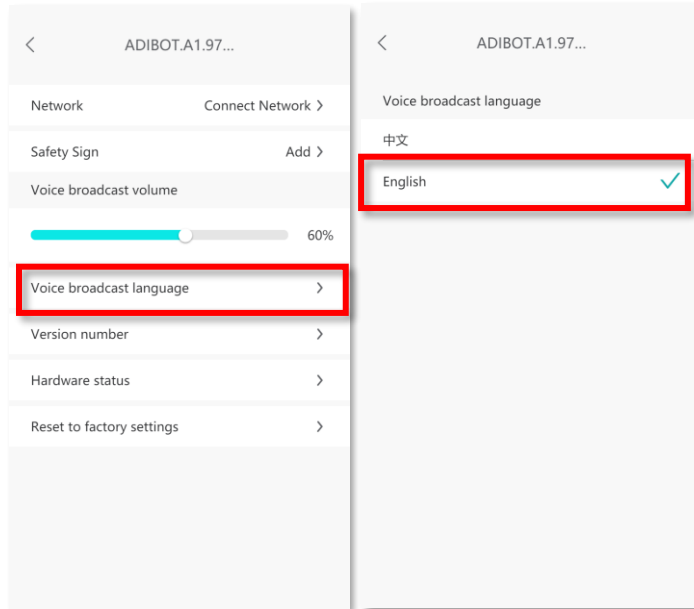 ADIBOT.A1.97...
Network Connect Network
Safety Sign Add
Voice broadcast volume
60%
Voice broadcast language
Version number
Hardware status
Reset to factory settings
ADIBOT.A1.97...
Voice broadcast language
中文
English